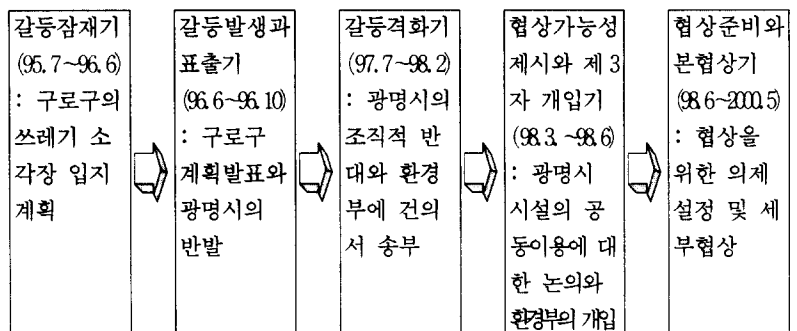 갈등잠재기
(95.7~96.6)
: 구로구의
쓰레기 소
각장 입지
계획
갈등발생과
표출기
(96.6~96.10)
: 구로구
계획발표와
광명시의
반발
갈등격화기
(97.7~98.2)
: 광명시의
조직적 반
대와 환경
부에 건의
서 송부
협상가능성
제시와 제 3
자 개입기
(98.3.~98.6)
: 광명시
시설의 공
동이용에 대
한 논의와
환경부의 개입
협상준비와
본협상기
(98.6~2000.5)
: 협상을
위한 의제
설정 및 세
부협상